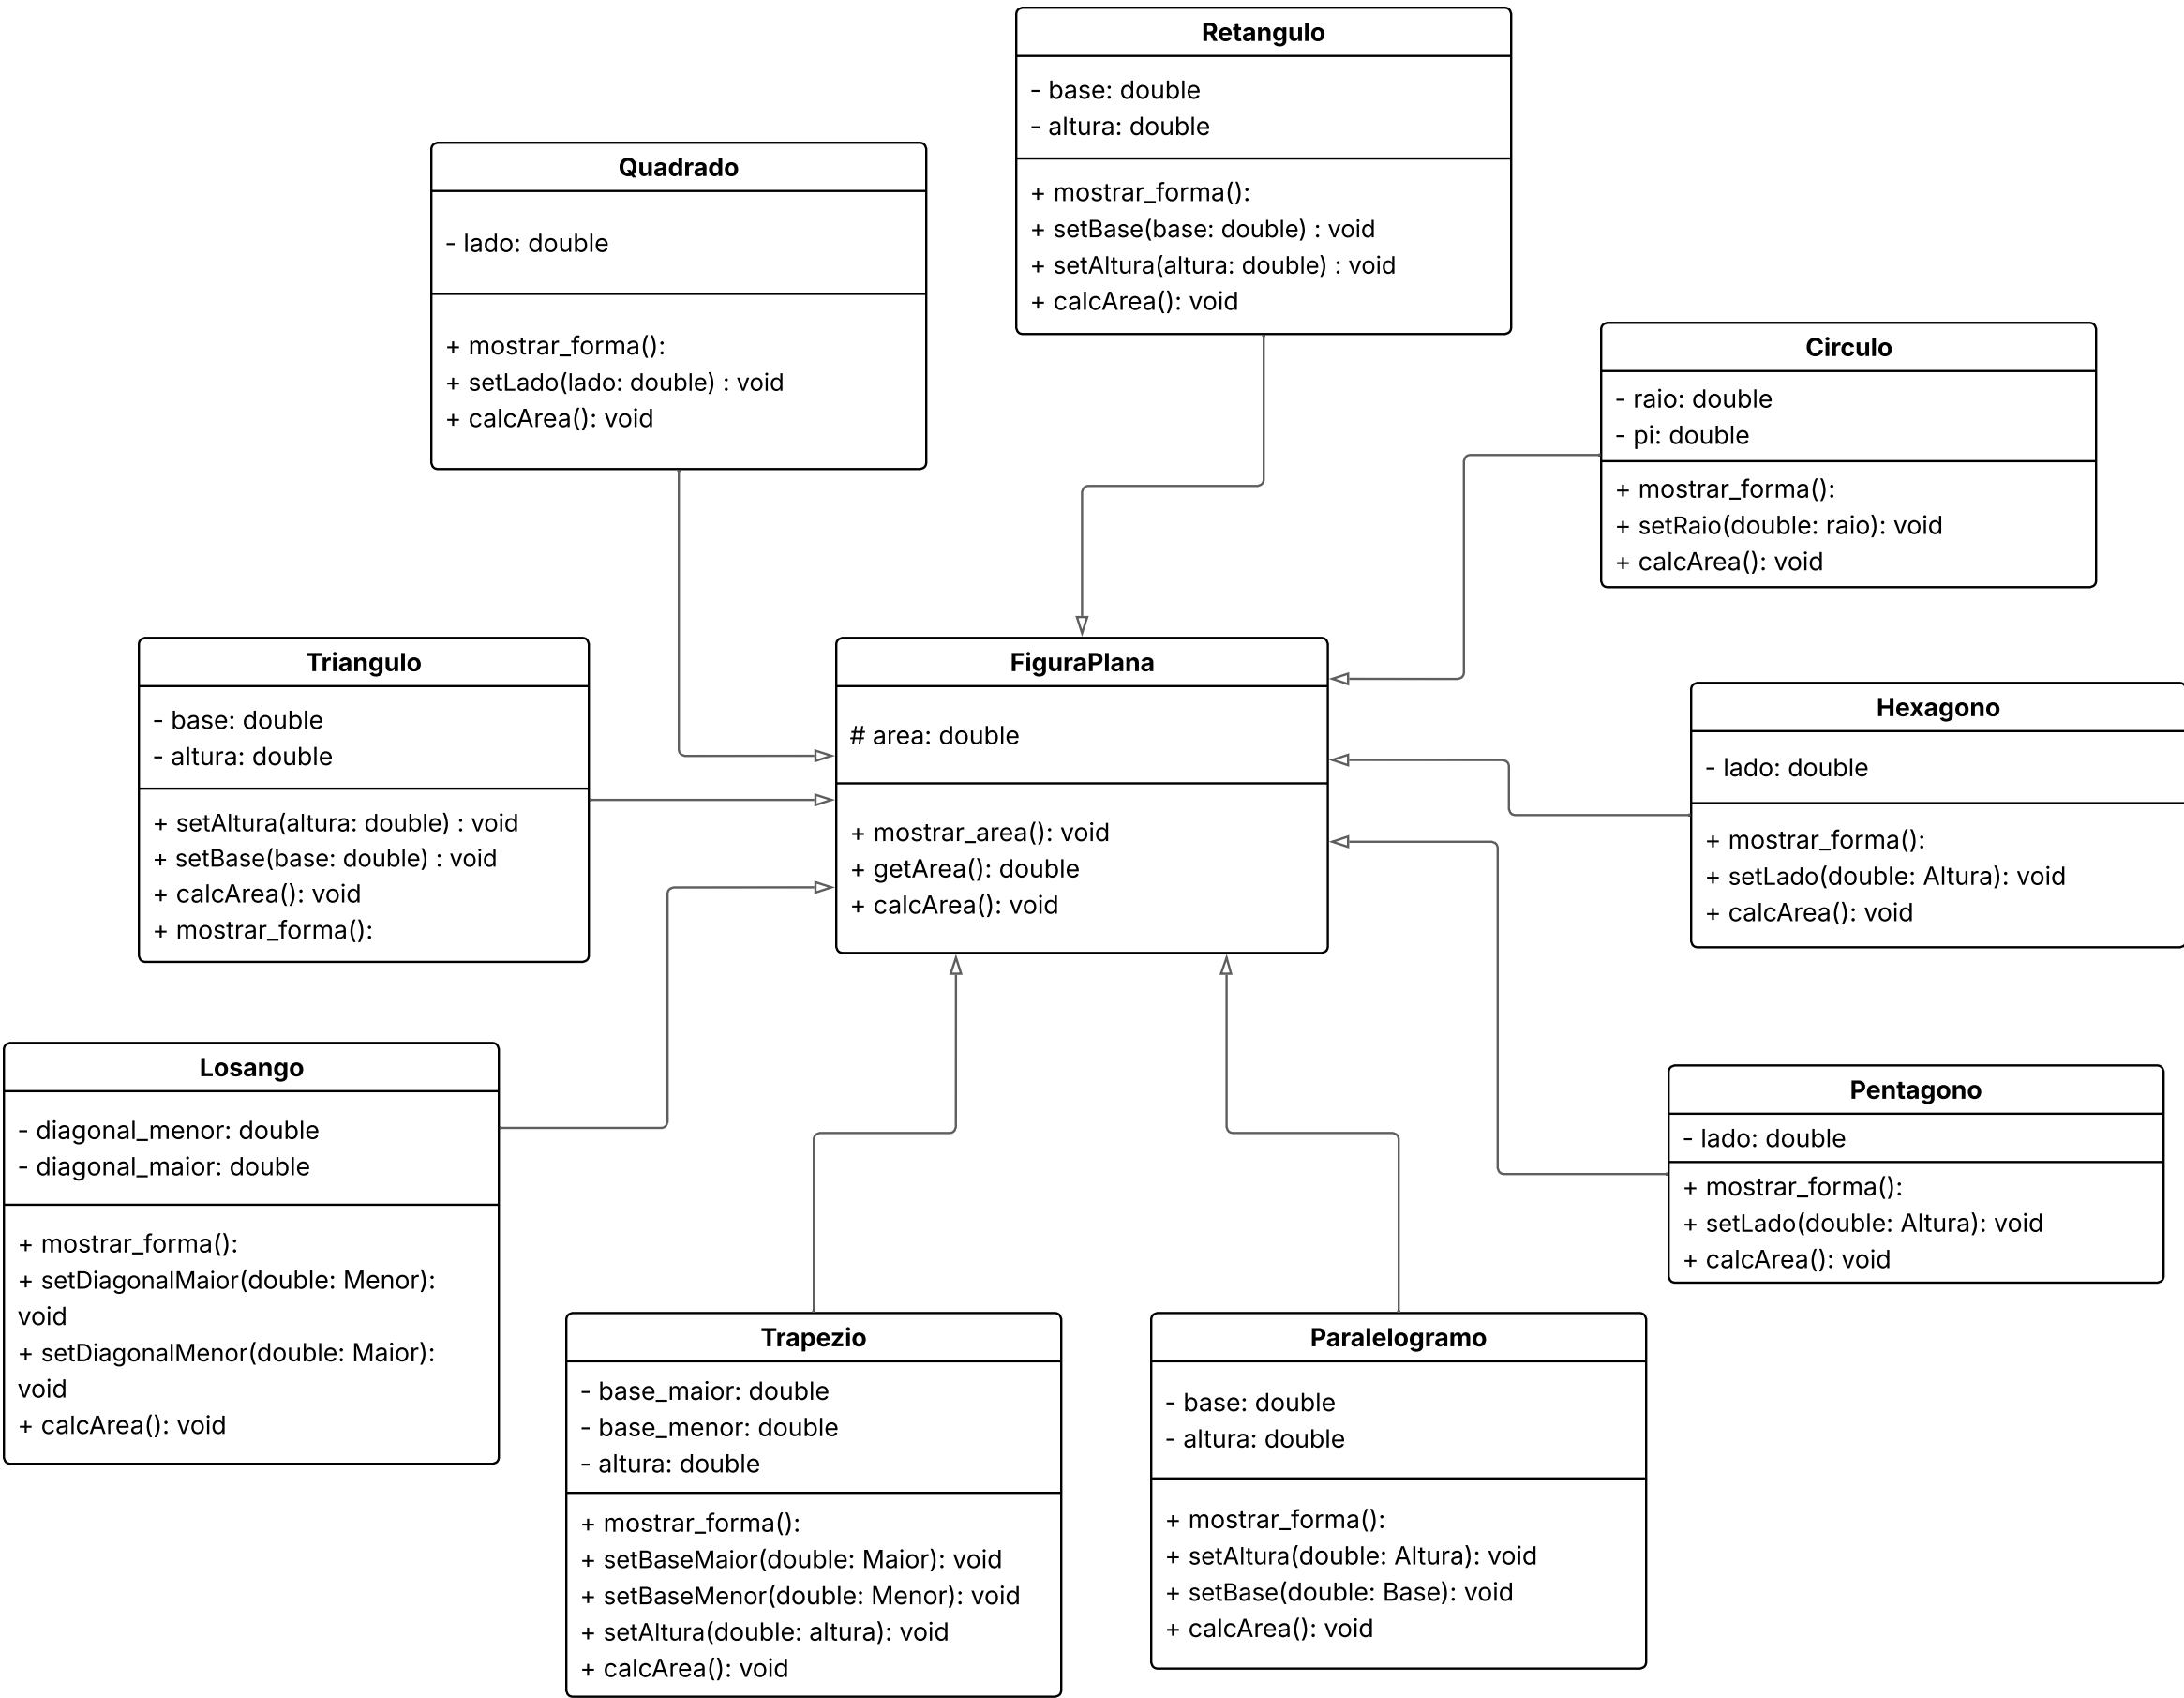 Retangulo
- base: double
- altura: double
+ mostrar_forma():
+ setBase(base: double) : void
+ setAltura(altura: double) : void
+ calcArea(): void
Quadrado
- lado: double
+ mostrar_forma():
+ setLado(lado: double) : void
+ calcArea(): void
Circulo
- raio: double
- pi: double
+ mostrar_forma():
+ setRaio(double: raio): void
+ calcArea(): void
Triangulo
- base: double
- altura: double
+ setAltura(altura: double) : void
+ setBase(base: double) : void
+ calcArea(): void
+ mostrar_forma():
FiguraPlana
# area: double
+ mostrar_area(): void
+ getArea(): double
+ calcArea(): void
Hexagono
- lado: double
+ mostrar_forma():
+ setLado(double: Altura): void
+ calcArea(): void
Losango
- diagonal_menor: double
- diagonal_maior: double
+ mostrar_forma():
+ setDiagonalMaior(double: Menor):
void
+ setDiagonalMenor(double: Maior):
void
+ calcArea(): void
Pentagono
- lado: double
+ mostrar_forma():
+ setLado(double: Altura): void
+ calcArea(): void
Trapezio
- base_maior: double
- base_menor: double
- altura: double
+ mostrar_forma():
+ setBaseMaior(double: Maior): void
+ setBaseMenor(double: Menor): void
+ setAltura(double: altura): void
+ calcArea(): void
Paralelogramo
- base: double
- altura: double
+ mostrar_forma():
+ setAltura(double: Altura): void
+ setBase(double: Base): void
+ calcArea(): void